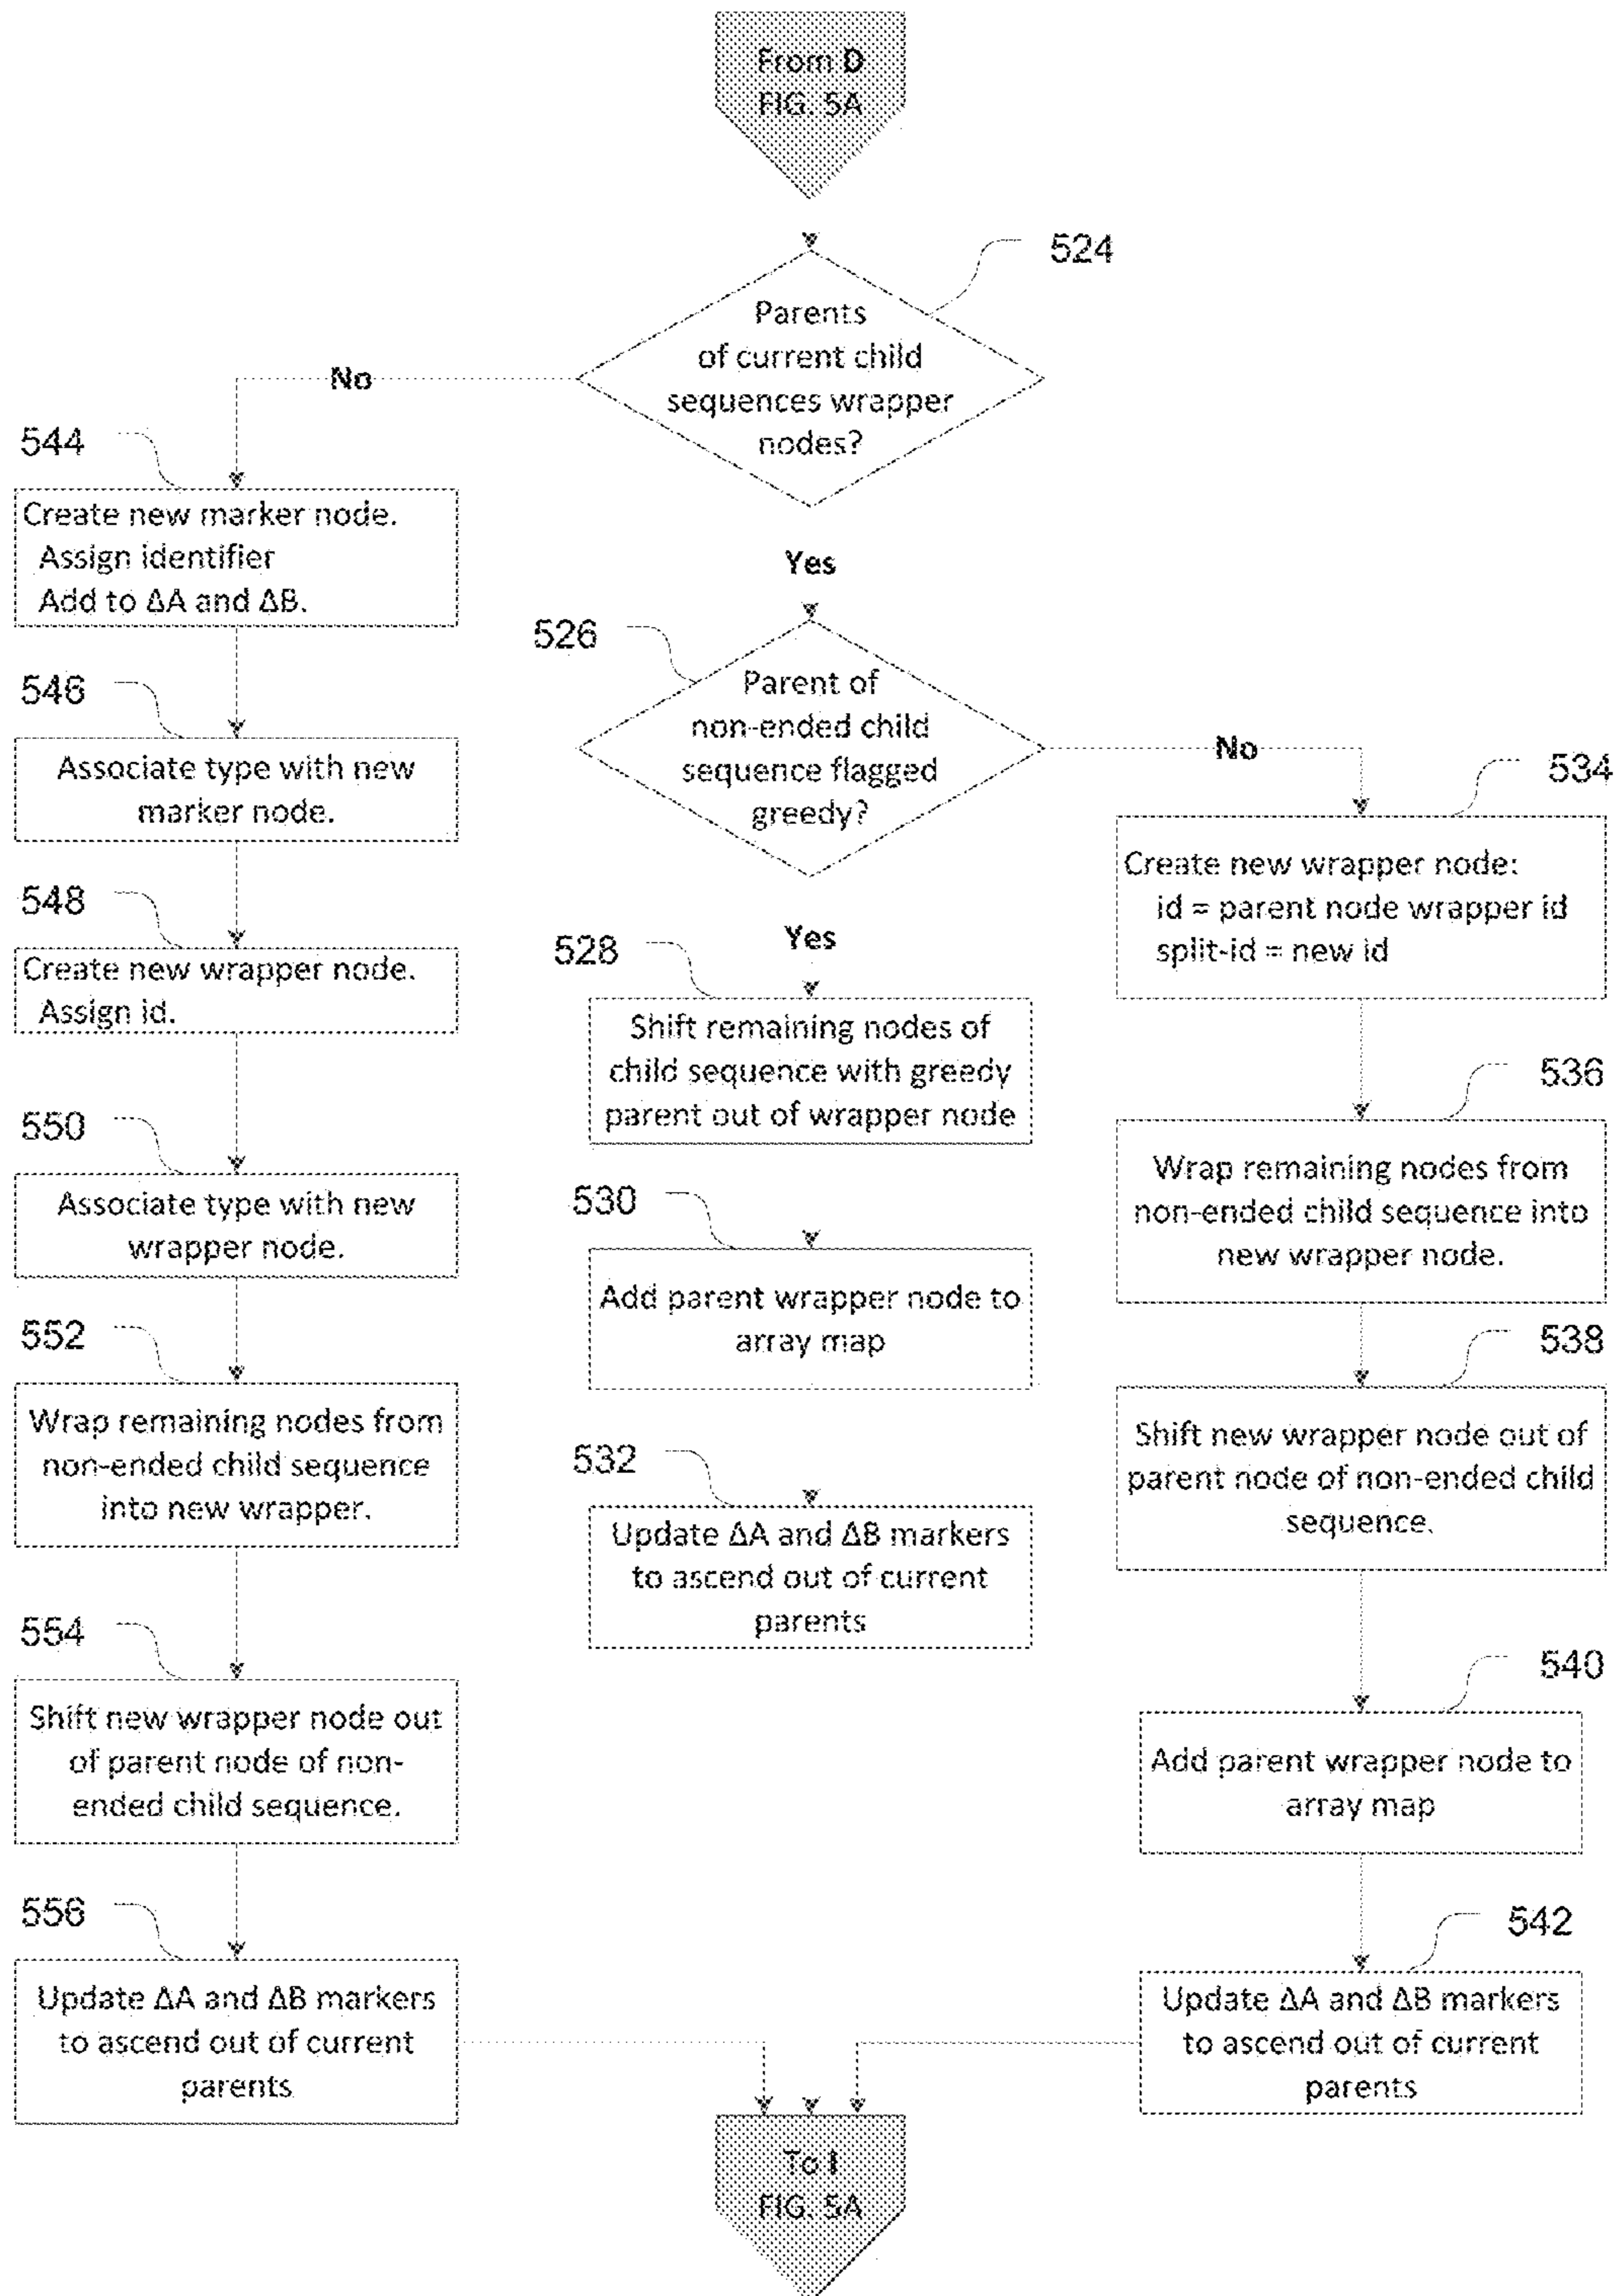 From D
FIG. 5A
524
Parents
of current child
sequences wrapper
nodes?
No
544
Create new marker node.
Assign identifier
Add to ΔA and ΔB.
546
Associate type with new
marker node.
548
Create new wrapper node.
Assign id.
550
Associate type with new
wrapper node.
552
Wrap remaining nodes from
non-ended child sequence
into new wrapper.
554
Shift new wrapper node out
of parent node of non-
ended child sequence.
556
Update ΔA and ΔB markers
to ascend out of current
parents
Yes
526
Parent of
non-ended child
sequence flagged
greedy?
Yes
528
Shift remaining nodes of
child sequence with greedy
parent out of wrapper node
530
Add parent wrapper node to
array map
532
Update ΔA and ΔB markers
to ascend out of current
parents
No
534
Create new wrapper node:
id = parent node wrapper id
split-id = new id
536
Wrap remaining nodes from
non-ended child sequence into
new wrapper node.
538
Shift new wrapper node out of
parent node of non-ended child
sequence.
540
Add parent wrapper node to
array map
542
Update ΔA and ΔB markers
to ascend out of current
parents
To I
FIG. 5A